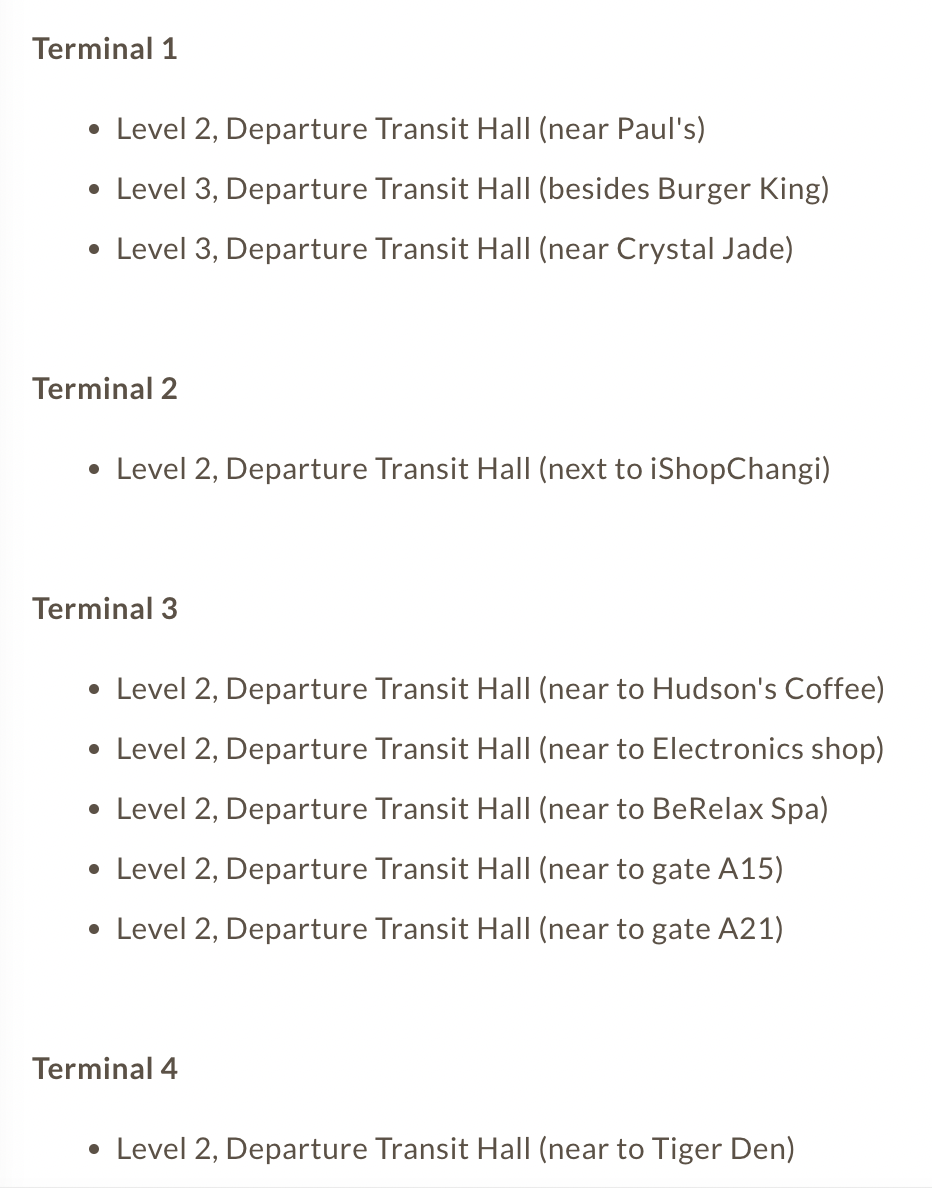 Terminal 1
• Level 2, Departure Transit Hall (near Paul's)
• Level 3, Departure Transit Hall (besides Burger King)
• Level 3, Departure Transit Hall (near Crystal Jade)
Terminal 2
• Level 2, Departure Transit Hall (next to iShopChangi)
Terminal 3
• Level 2, Departure Transit Hall (near to Hudson's Coffee)
• Level 2, Departure Transit Hall (near to Electronics shop)
• Level 2, Departure Transit Hall (near to BeRelax Spa)
• Level 2, Departure Transit Hall (near to gate A15)
• Level 2, Departure Transit Hall (near to gate A21)
Terminal 4
• Level 2, Departure Transit Hall (near to Tiger Den)